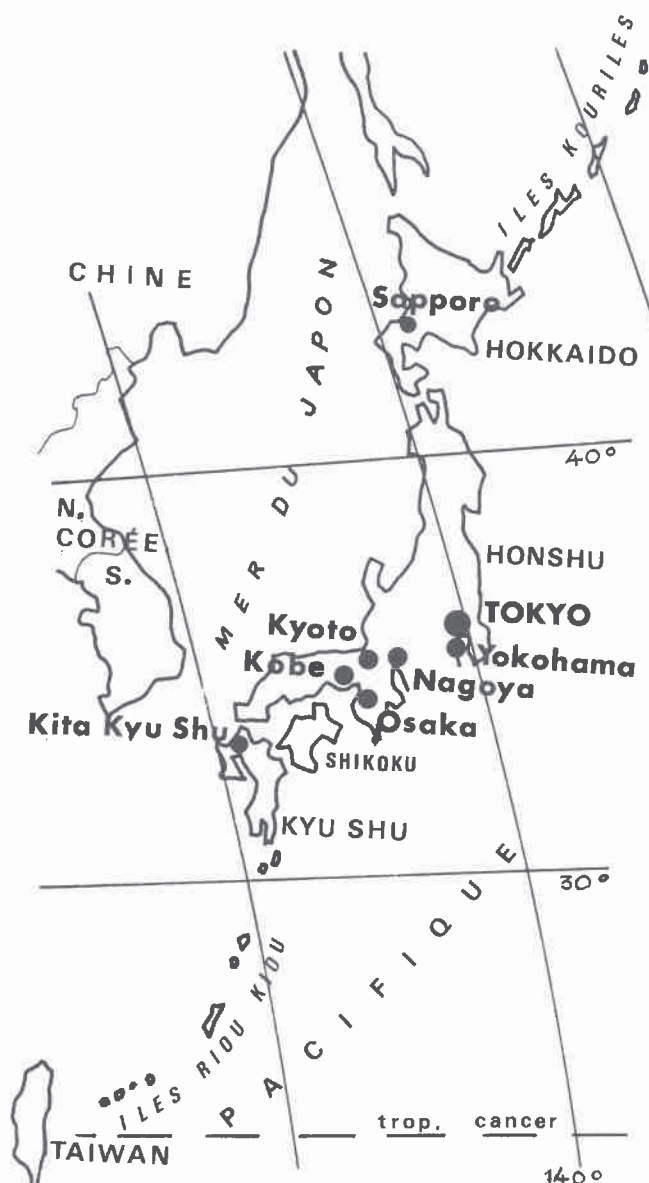 ILES KOURILES
CHINE
MER DU JAPON
Sapporo
HOKKAIDO
40°
N.
CORÉE
S.
HONSHU
TOKYO
Kyoto
Yokohama
Kobe
Nagoya
Osaka
Kita Kyu Shu
SHIKOKU
KYU SHU
30°
PACIFIQUE
ILES RIOU KIOU
trop. cancer
TAIWAN
140°